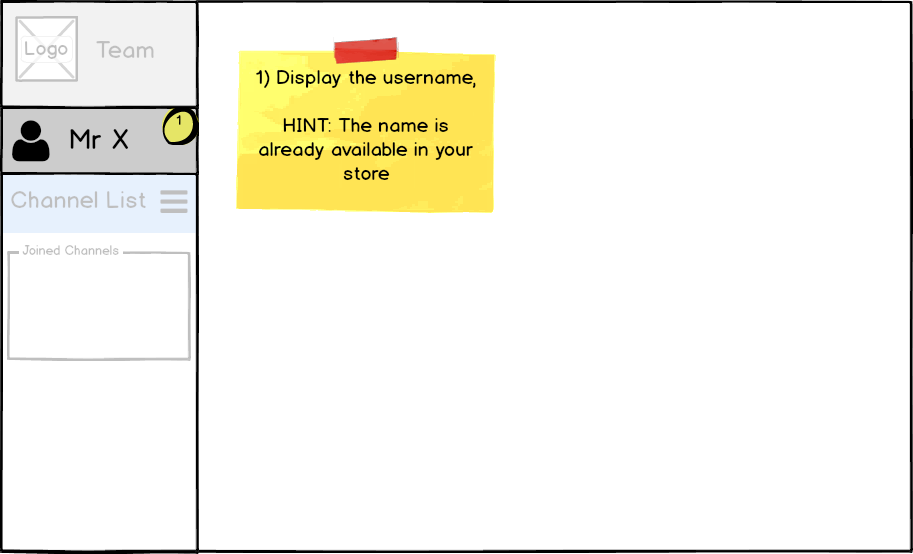 Logo
Team
Mr X
1
Channel List
Joined Channels
1) Display the username,
HINT: The name is
already available in your
store